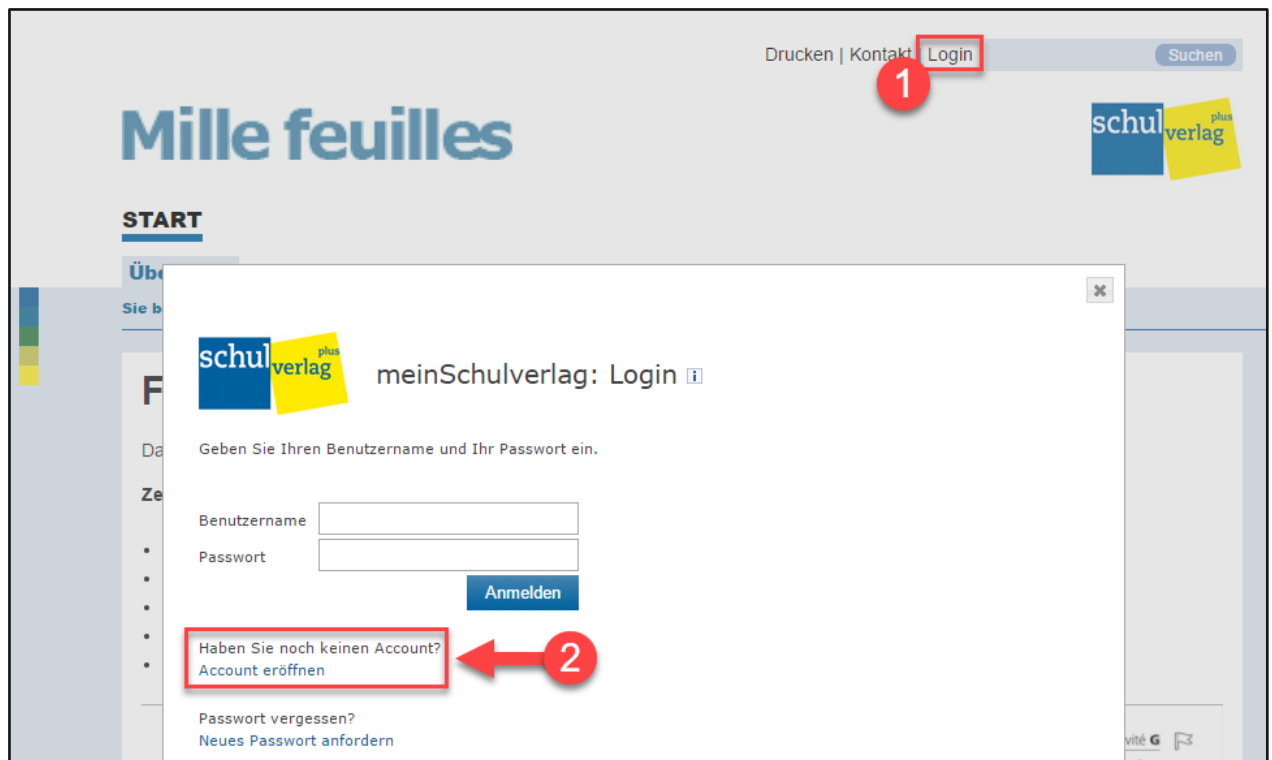 Drucken | Kontakt Login
Suchen
1
Mille feuilles
schul verlag plus
START
Sie b
schul verlag plus
meinSchulverlag: Login i
F
Da
Geben Sie Ihren Benutzername und Ihr Passwort ein.
Ze
Benutzername
Passwort
Anmelden
Haben Sie noch keinen Account?
Account eröffnen
2
Passwort vergessen?
Neues Passwort anfordern
vité G